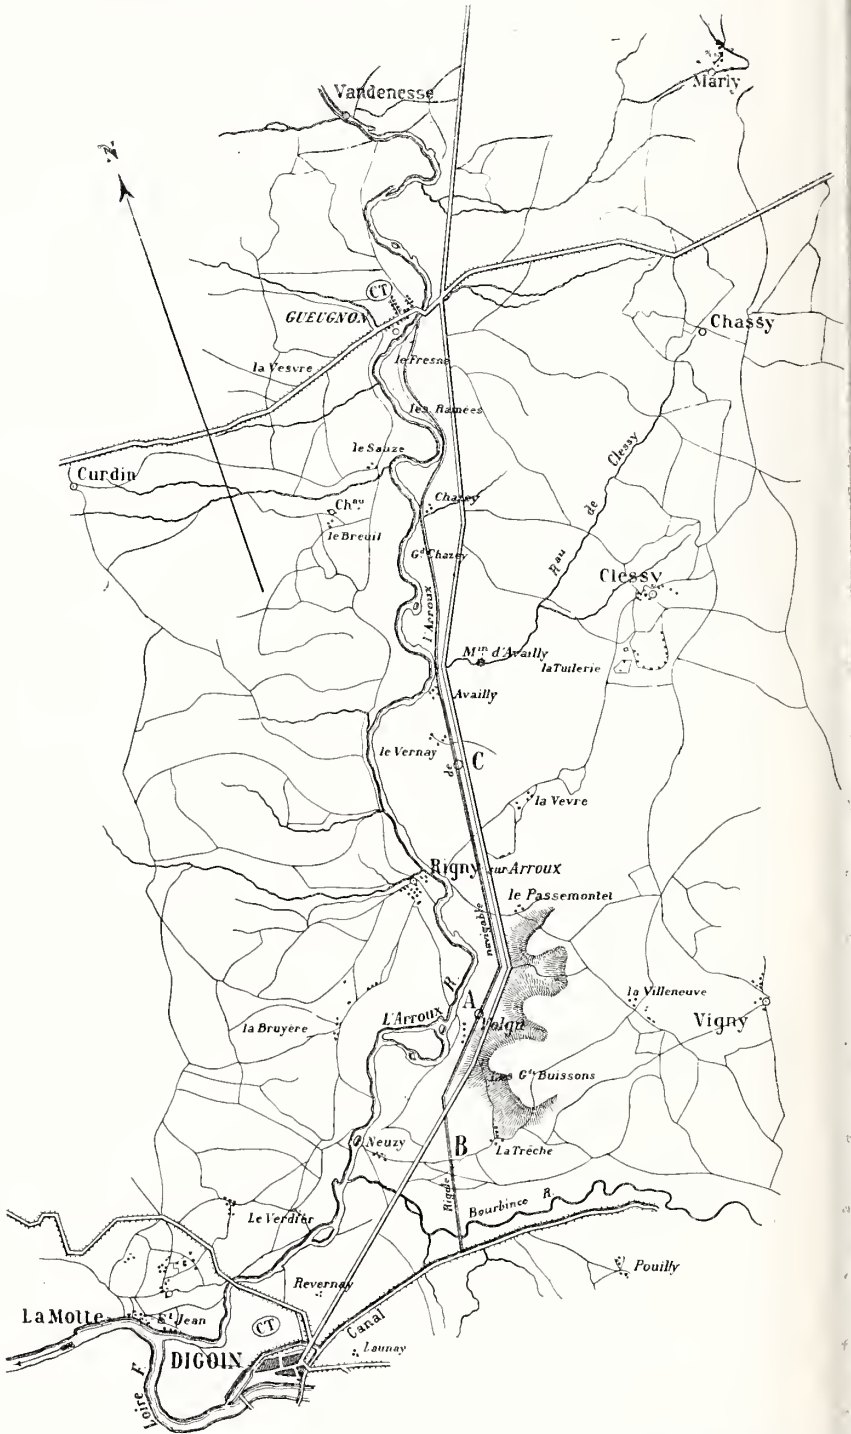 Marly
Vandenesse
N.
CT
GUEUGNON
Chassy
le Fresne
la Vesvre
les Ramées
le Sauze
Curdin
Chazey
Chau.
le Breuil
Gd Chazey
Rau de Clessy
Clessy
l'Arroux
Min d'Availly
la Tuilerie
Availly
le Vernay
de
C
la Vevre
Rigny sur Arroux
le Passemontet
navigable
A
Volgu
la Villeneuve
Vigny
L'Arroux R.
la Bruyère
Les Gds Buissons
B
Neuzy
La Trèche
Rigole
Bourbince R.
Le Verdier
Pouilly
Revernay
La Motte
St Jean
CT
Canal
Launay
DIGOIN
Loire F.